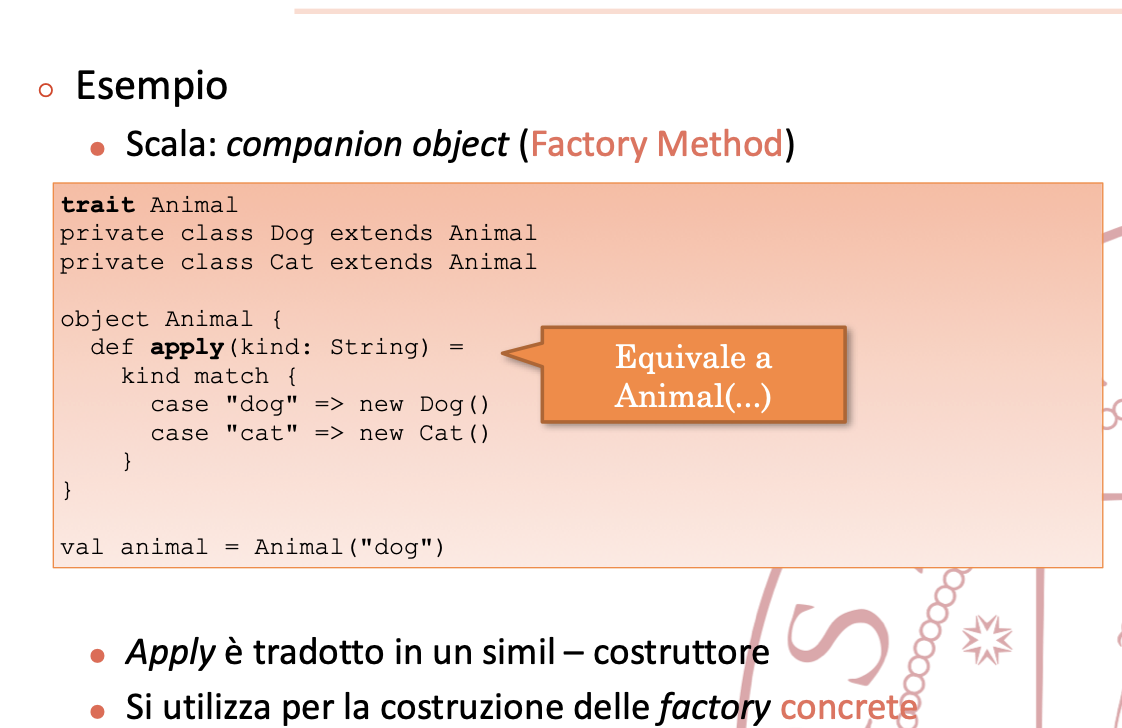 Esempio
Scala: companion object (Factory Method)
trait Animal
private class Dog extends Animal
private class Cat extends Animal
object Animal {
def apply(kind: String) =
kind match {
case "dog" => new Dog()
case "cat" => new Cat()
}
}
val animal = Animal("dog")
Equivale a
Animal(...)
Apply è tradotto in un simil – costruttore
Si utilizza per la costruzione delle factory concrete